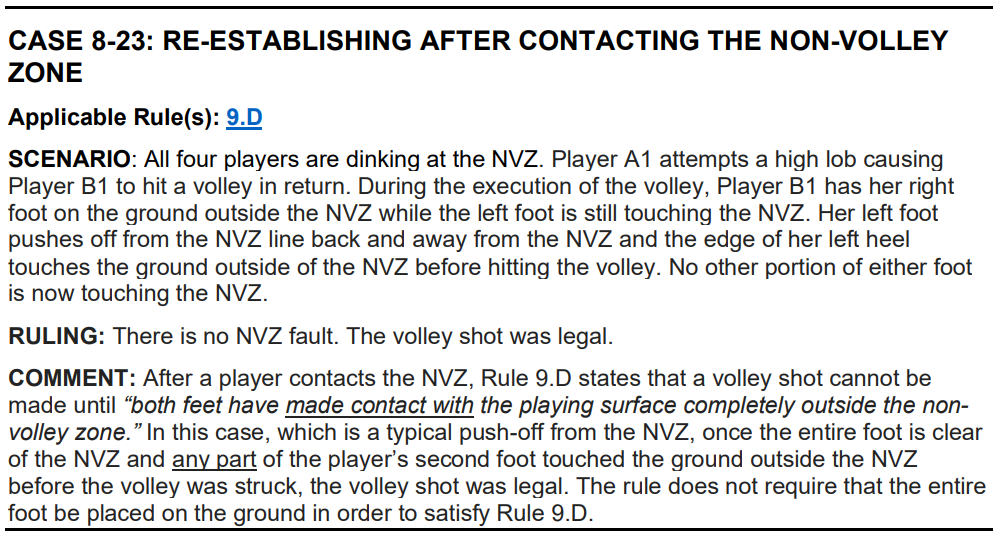 CASE 8-23: RE-ESTABLISHING AFTER CONTACTING THE NON-VOLLEY
ZONE
Applicable Rule(s): 9.D
SCENARIO: All four players are dinking at the NVZ. Player A1 attempts a high lob causing
Player B1 to hit a volley in return. During the execution of the volley, Player B1 has her right
foot on the ground outside the NVZ while the left foot is still touching the NVZ. Her left foot
pushes off from the NVZ line back and away from the NVZ and the edge of her left heel
touches the ground outside of the NVZ before hitting the volley. No other portion of either foot
is now touching the NVZ.
RULING: There is no NVZ fault. The volley shot was legal.
COMMENT: After a player contacts the NVZ, Rule 9.D states that a volley shot cannot be
made until “both feet have made contact with the playing surface completely outside the non-
volley zone.” In this case, which is a typical push-off from the NVZ, once the entire foot is clear
of the NVZ and any part of the player’s second foot touched the ground outside the NVZ
before the volley was struck, the volley shot was legal. The rule does not require that the entire
foot be placed on the ground in order to satisfy Rule 9.D.